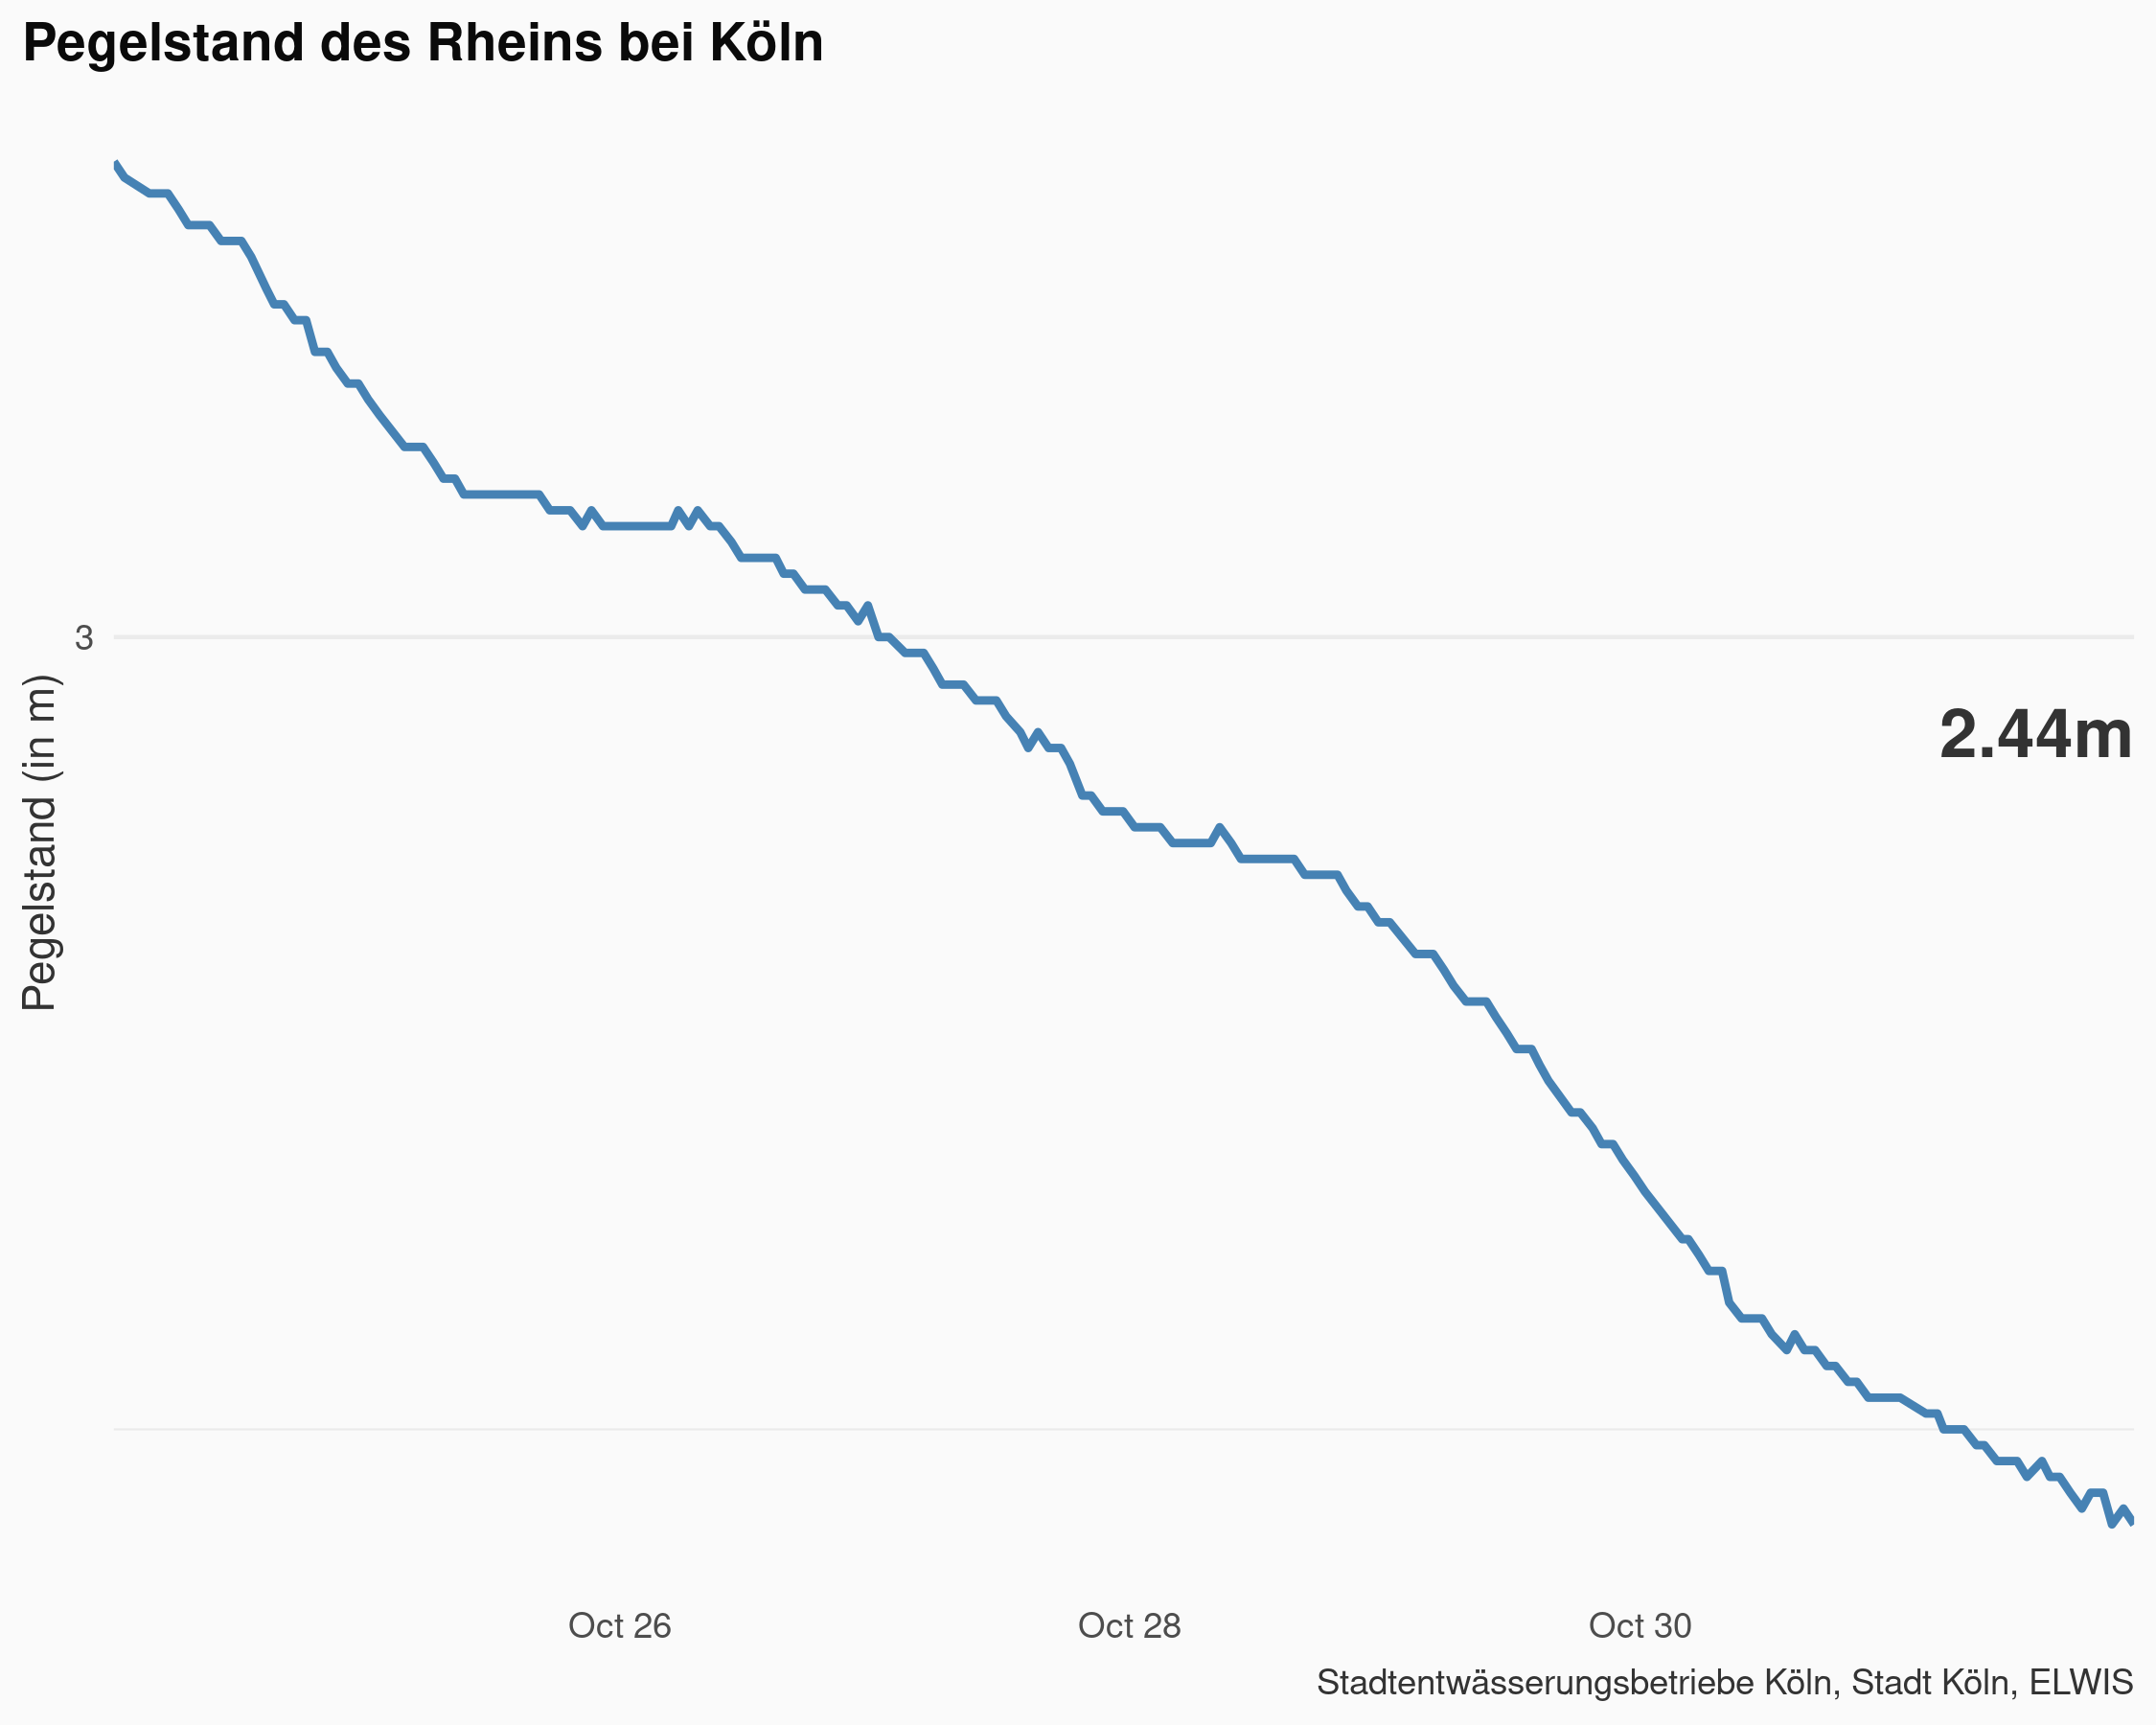 Pegelstand des Rheins bei Köln
3
Pegelstand (in m)
2.44m
Oct 26
Oct 28
Oct 30
Stadtentwässerungsbetriebe Köln, Stadt Köln, ELWIS